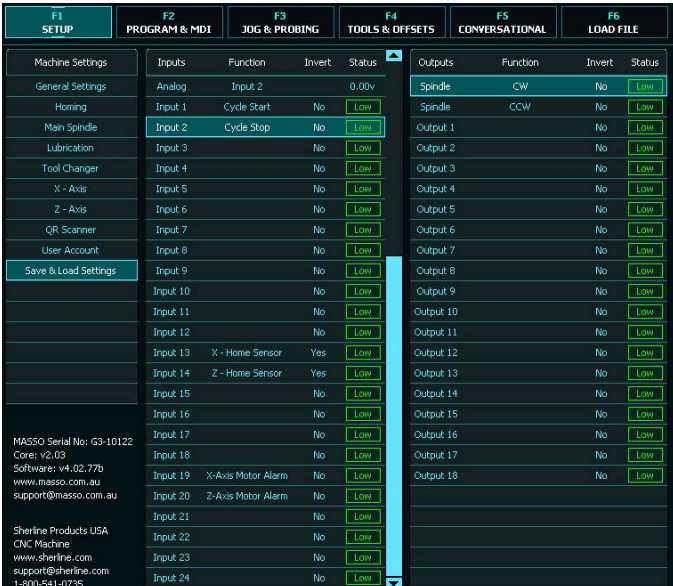 F1 F2 F3 F4 F5 F6
SETUP PROGRAM & MDI JOG & PROBING TOOLS & OFFSETS CONVERSATIONAL LOAD FILE
Machine Settings
General Settings
Homing
Main Spindle
Lubrication
Tool Changer
X - Axis
Z - Axis
QR Scanner
User Account
Save & Load Settings
MASSO Serial No: G3-10122
Core: v2.03
Software: v4.02.77b
www.masso.com.au
support@masso.com.au
Sherline Products USA
CNC Machine
www.sherline.com
support@sherline.com
1-800-541-0735
Inputs Function Invert Status
Analog Input 2 0.00v
Input 1 Cycle Start No Low
Input 2 Cycle Stop No Low
Input 3 No Low
Input 4 No Low
Input 5 No Low
Input 6 No Low
Input 7 No Low
Input 8 No Low
Input 9 No Low
Input 10 No Low
Input 11 No Low
Input 12 No Low
Input 13 X - Home Sensor Yes Low
Input 14 Z - Home Sensor Yes Low
Input 15 No Low
Input 16 No Low
Input 17 No Low
Input 18 No Low
Input 19 X-Axis Motor Alarm No Low
Input 20 Z-Axis Motor Alarm No Low
Input 21 No Low
Input 22 No Low
Input 23 No Low
Input 24 No Low
Outputs Function Invert Status
Spindle CW No Low
Spindle CCW No Low
Output 1 No Low
Output 2 No Low
Output 3 No Low
Output 4 No Low
Output 5 No Low
Output 6 No Low
Output 7 No Low
Output 8 No Low
Output 9 No Low
Output 10 No Low
Output 11 No Low
Output 12 No Low
Output 13 No Low
Output 14 No Low
Output 15 No Low
Output 16 No Low
Output 17 No Low
Output 18 No Low